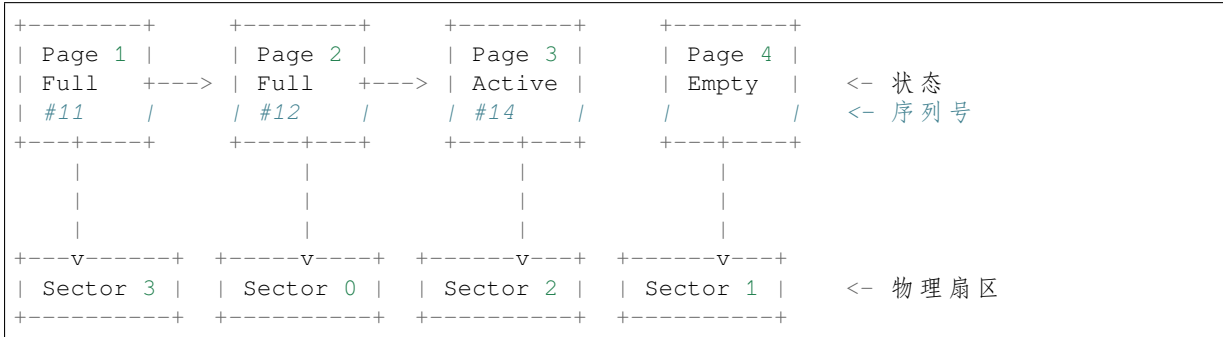 +--------+     +--------+     +--------+     +--------+
| Page 1 |     | Page 2 |     | Page 3 |     | Page 4 |
| Full   +---> | Full   +---> | Active |     | Empty  |   <- 状态
| #11    |     | #12    |     | #14    |     |        |   <- 序列号
+---+----+     +----+---+     +----+---+     +---+----+
    |               |              |             |
    |               |              |             |
    |               |              |             |
+---v------+  +-----v----+  +------v---+  +------v---+
| Sector 3 |  | Sector 0 |  | Sector 2 |  | Sector 1 |    <- 物理扇区
+----------+  +----------+  +----------+  +----------+